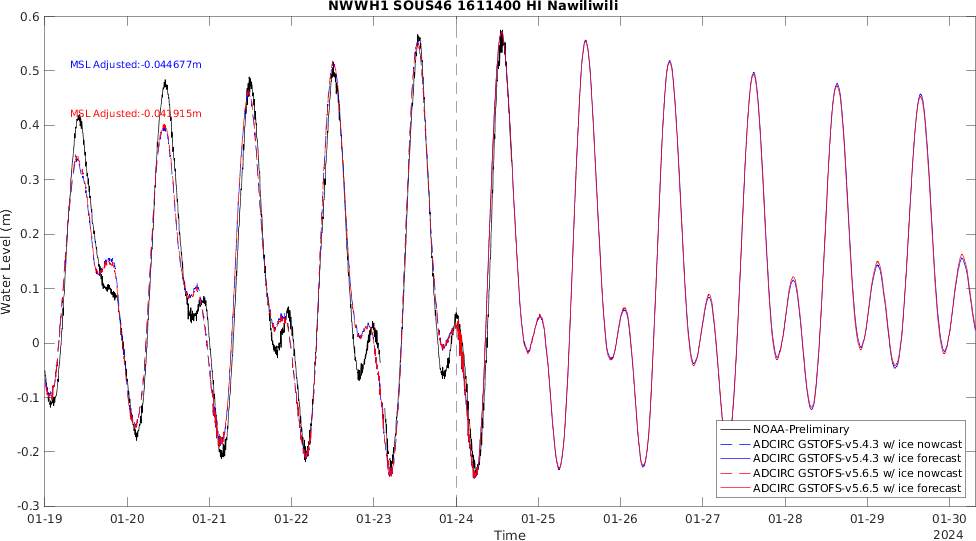 NWWH1 SOUS46 1611400 HI Nawiliwili
0.6
0.5
0.4
0.3
0.2
0.1
0
-0.1
-0.2
-0.3
Water Level (m)
MSL Adjusted:-0.044677m
MSL Adjusted:-0.041915m
NOAA-Preliminary
ADCIRC GSTOFS-v5.4.3 w/ ice nowcast
ADCIRC GSTOFS-v5.4.3 w/ ice forecast
ADCIRC GSTOFS-v5.6.5 w/ ice nowcast
ADCIRC GSTOFS-v5.6.5 w/ ice forecast
01-19 01-20 01-21 01-22 01-23 01-24 01-25 01-26 01-27 01-28 01-29 01-30
Time
2024